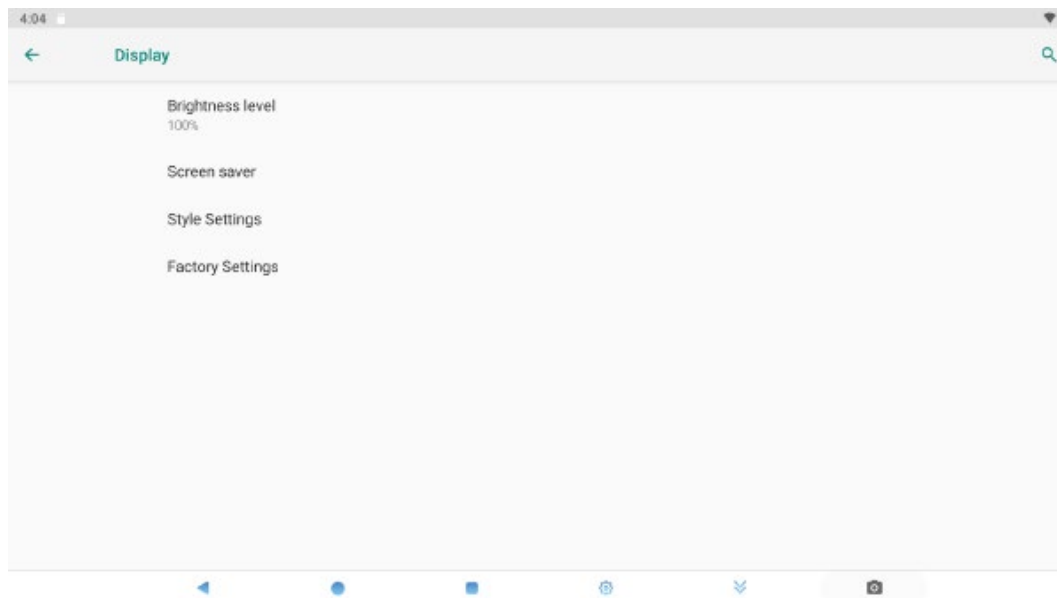 4:04
Display
Brightness level
100%
Screen saver
Style Settings
Factory Settings